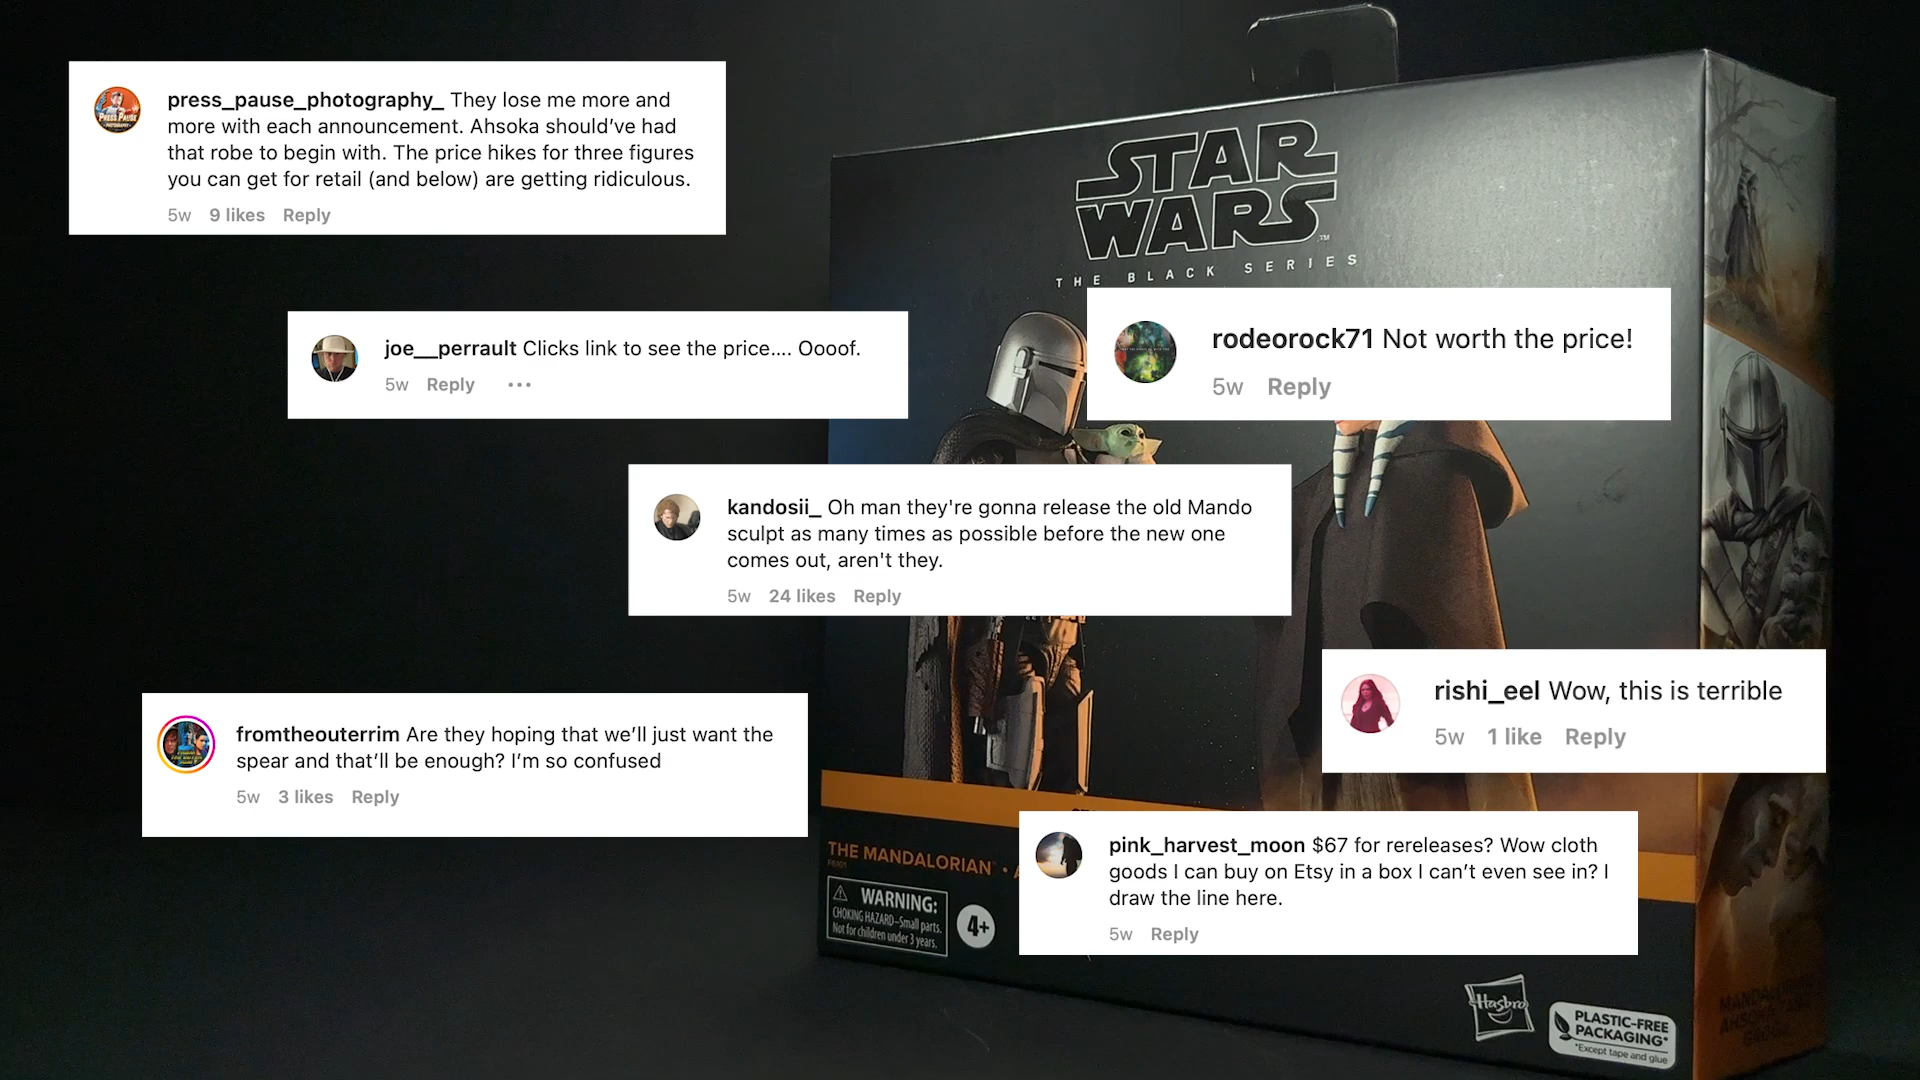 press_pause_photography_ They lose me more and
more with each announcement. Ahsoka should’ve had
that robe to begin with. The price hikes for three figures
you can get for retail (and below) are getting ridiculous.
5w 9 likes Reply
STAR
WARS™
THE BLACK SERIES
joe__perrault Clicks link to see the price.... Oooof.
5w Reply ...
rodeorock71 Not worth the price!
5w Reply
kandosii_ Oh man they're gonna release the old Mando
sculpt as many times as possible before the new one
comes out, aren't they.
5w 24 likes Reply
rishi_eel Wow, this is terrible
5w 1 like Reply
fromtheouterrim Are they hoping that we’ll just want the
spear and that’ll be enough? I’m so confused
5w 3 likes Reply
pink_harvest_moon $67 for rereleases? Wow cloth
goods I can buy on Etsy in a box I can’t even see in? I
draw the line here.
5w Reply
THE MANDALORIAN™ •
WARNING:
CHOKING HAZARD–Small parts.
Not for children under 3 years.
4+
Hasbro
PLASTIC-FREE
PACKAGING*
*Except tape and glue